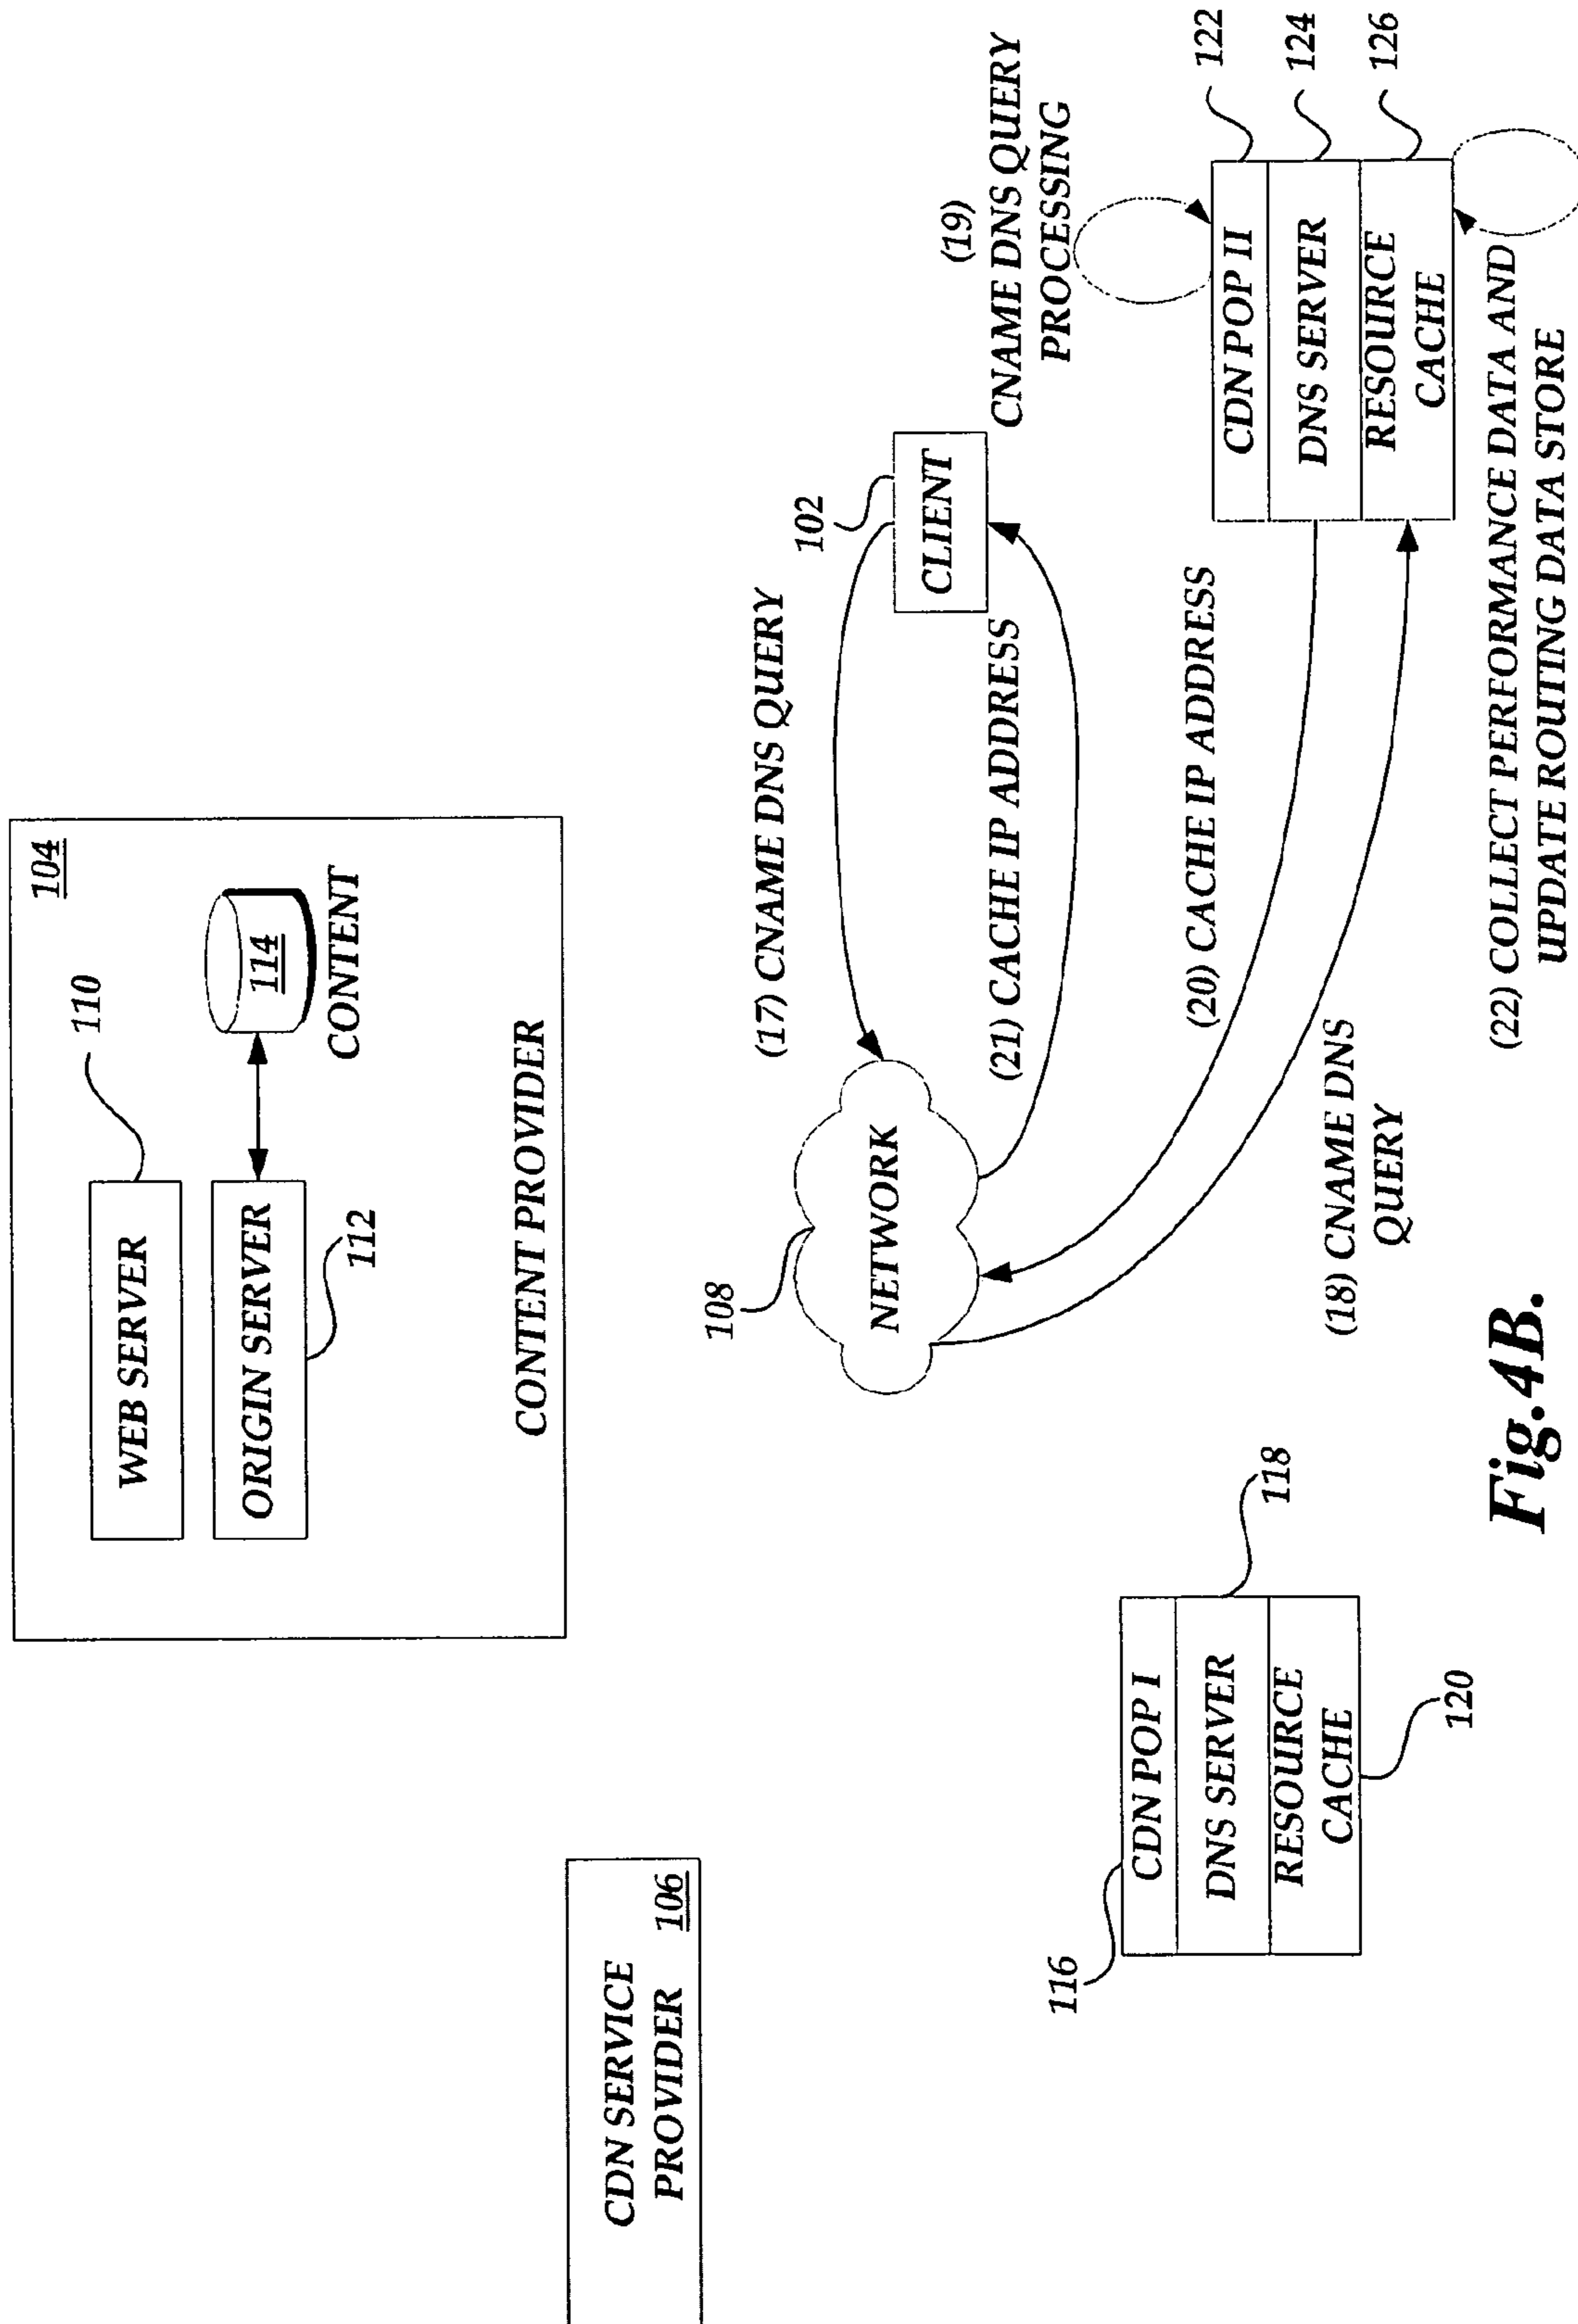 104
WEB SERVER
110
ORIGIN SERVER
112
114
CONTENT
CONTENT PROVIDER
CDN SERVICE
PROVIDER 106
108
NETWORK
(17) CNAME DNS QUERY
102
CLIENT
(21) CACHE IP ADDRESS
(19)
CNAME DNS QUERY
PROCESSING
(20) CACHE IP ADDRESS
(18) CNAME DNS
QUERY
116
CDN POP I
DNS SERVER
118
RESOURCE
CACHE
120
CDN POP II
122
DNS SERVER
124
RESOURCE
CACHE
126
(22) COLLECT PERFORMANCE DATA AND
UPDATE ROUTING DATA STORE
Fig.4B.